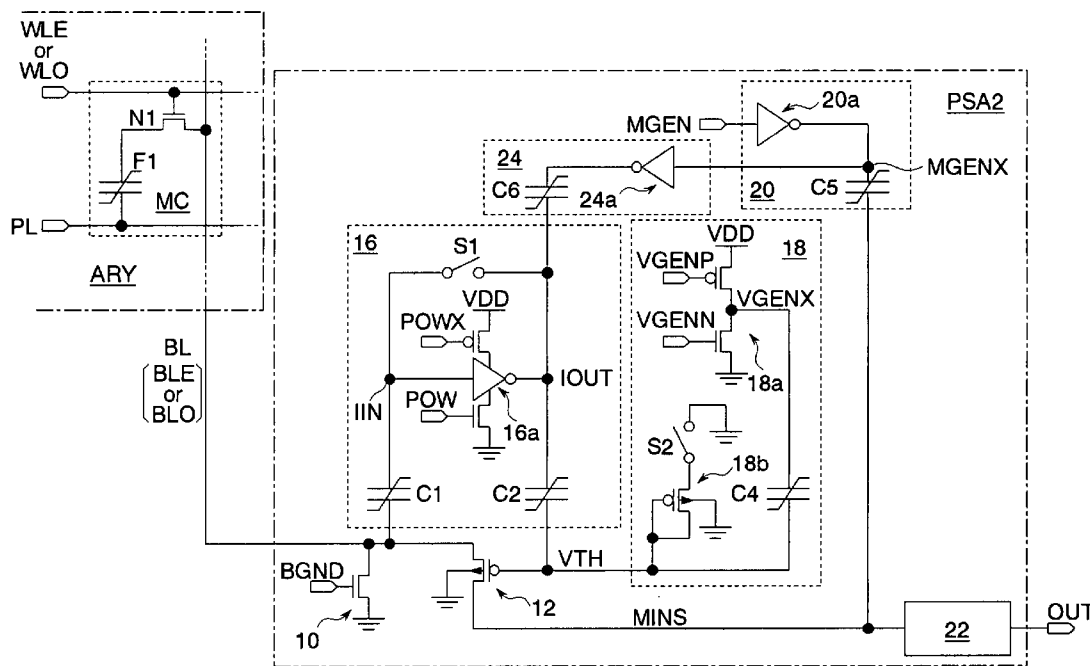 WLE
or
WLO
N1
F1
MC
PL
ARY
BL
BLE
or
BLO
PSA2
20a
MGEN
MGENX
24
C6
24a
20
C5
16
S1
VDD
POWX
IOUT
IIN
POW
16a
C1
C2
18
VDD
VGENP
VGENX
VGENN
18a
S2
18b
C4
VTH
BGND
10
12
MINS
22
OUT